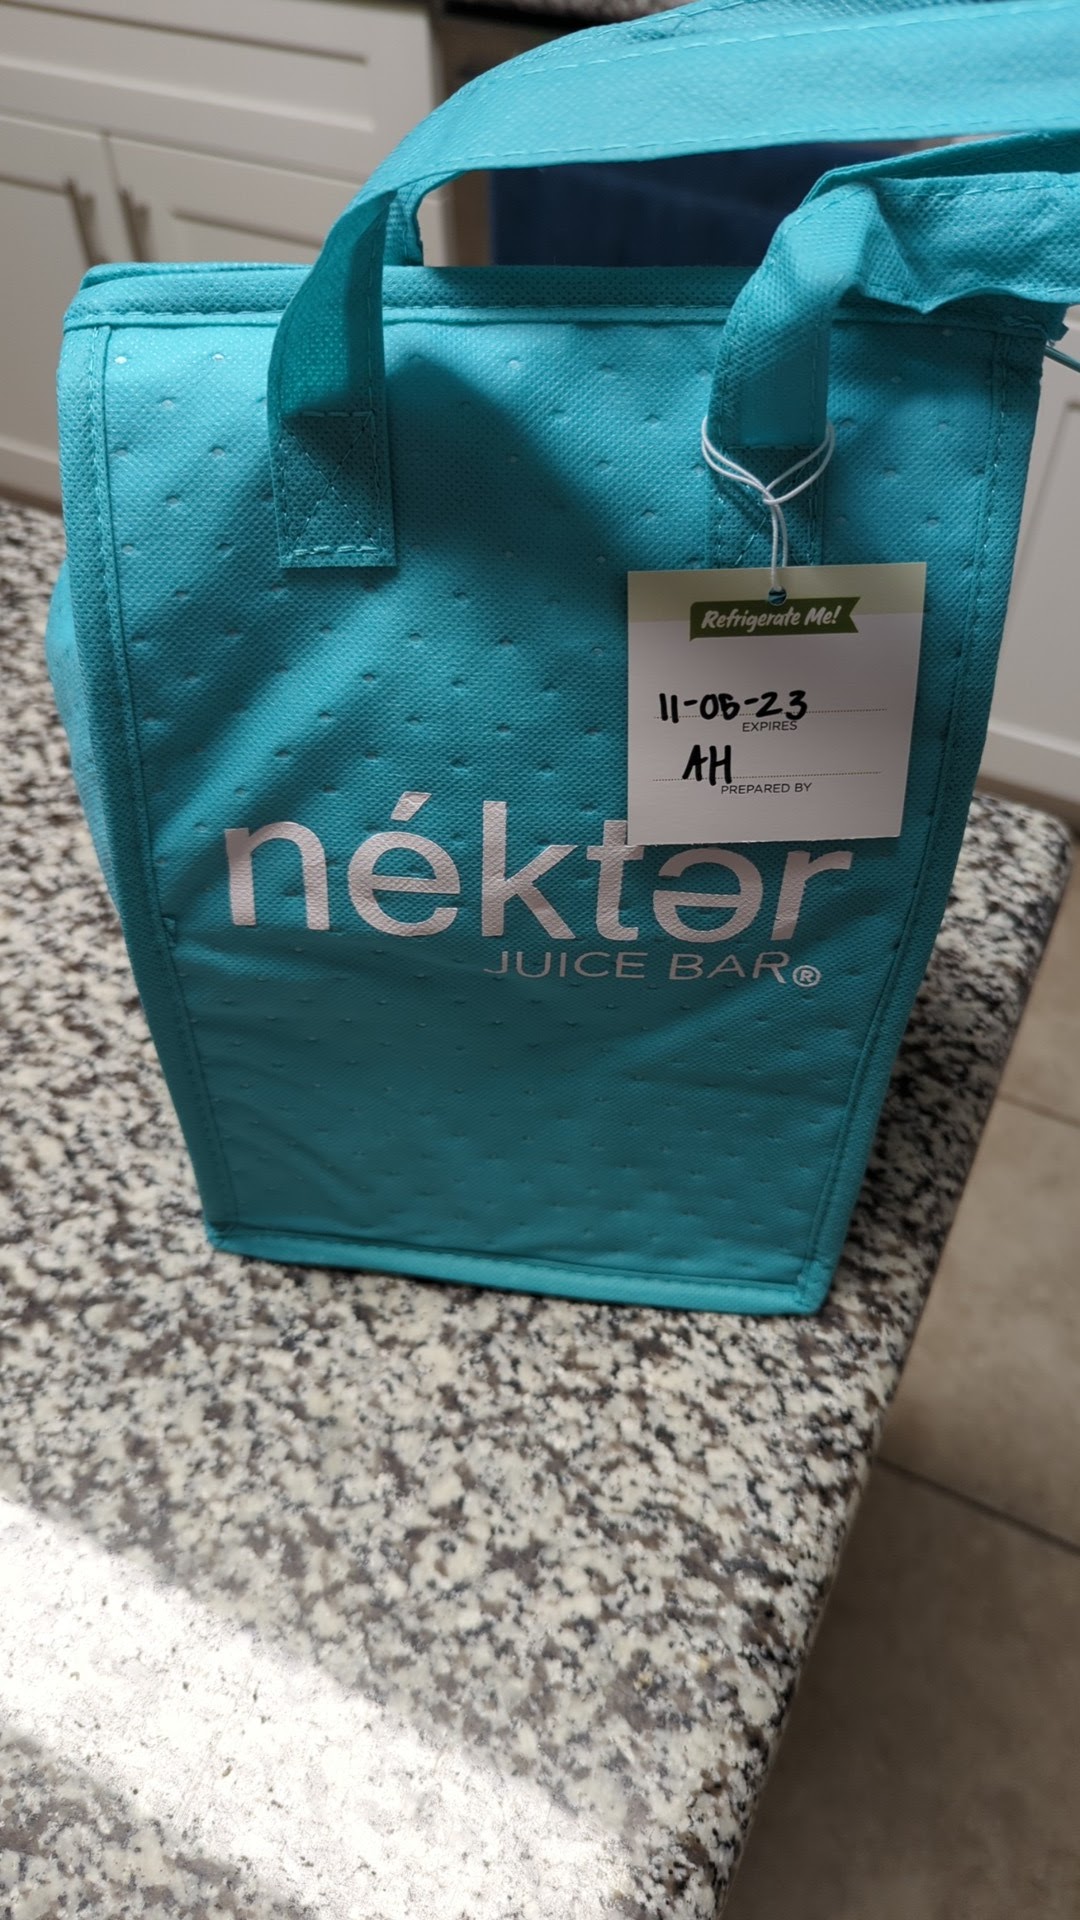 Refrigerate Me!
11-05-23
EXPIRES
AH
PREPARED BY
néktər
JUICE BAR®